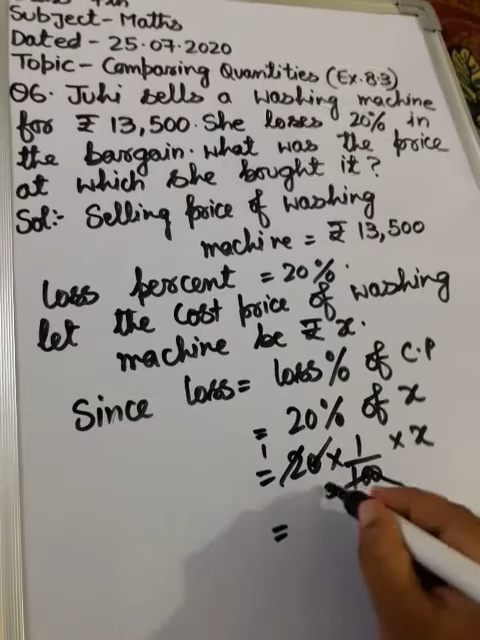 Subject- Maths
Dated - 25.07.2020
Topic - Comparing Quantities (Ex.8.3)
Q6. Juhi sells a washing machine
for ₹ 13,500. She loses 20% in
the bargain. What was the price
at which she bought it?
Sol:- Selling price of washing
machine = ₹ 13,500
Loss percent = 20%.
let the cost price of washing
machine be ₹ x.
Since loss = loss% of C.P
= 20% of x
= 20 × 1/100 × x
=